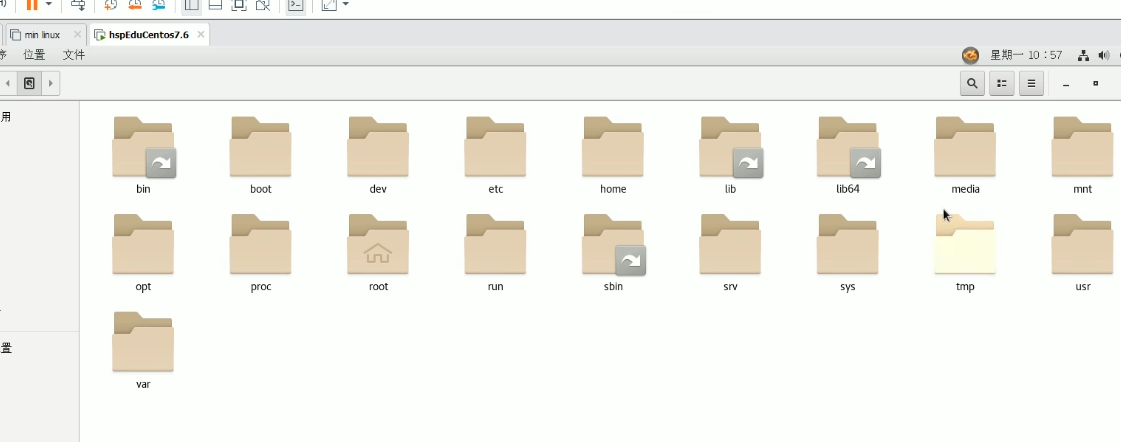 min linux hspEduCentos7.6
位置 文件 星期一 10：57
用
bin boot dev etc home lib lib64 media mnt
opt proc root run sbin srv sys tmp usr
置
var